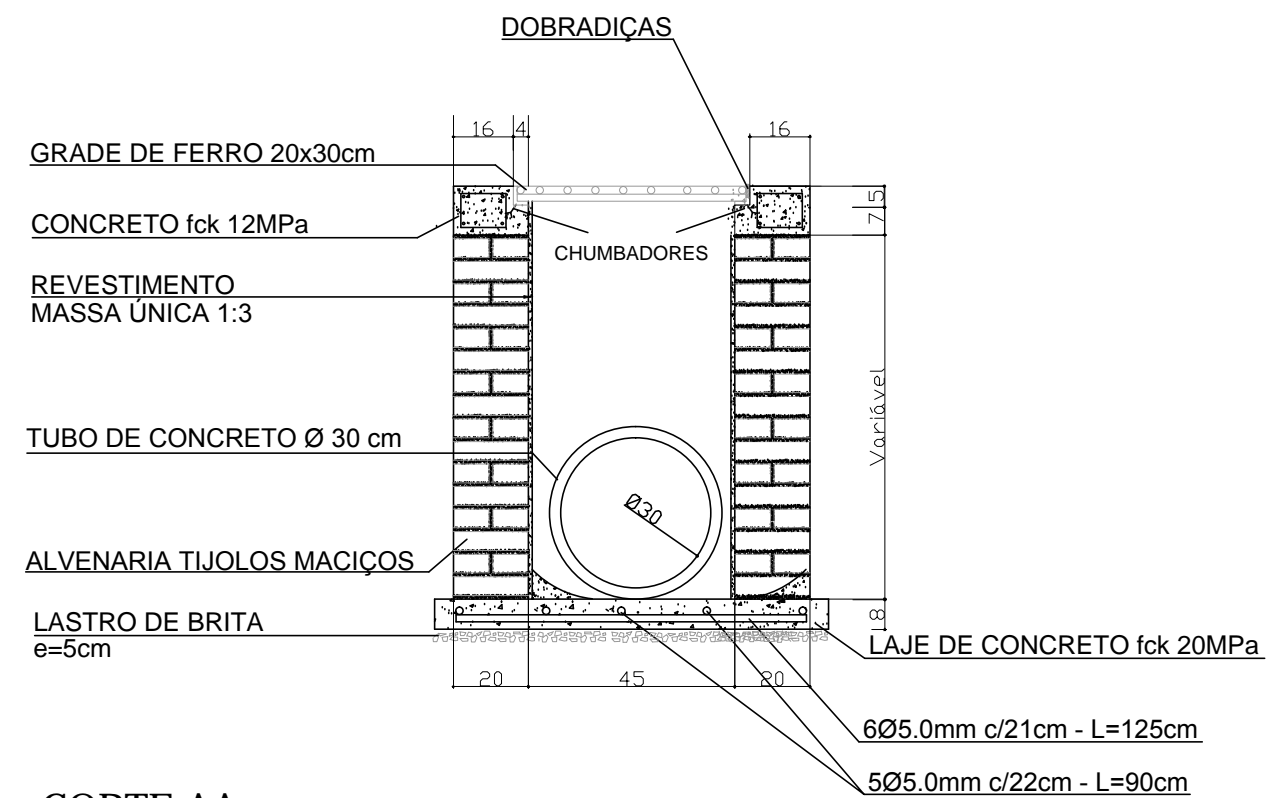 DOBRADIÇAS
16
4
16
GRADE DE FERRO 20x30cm
5
CONCRETO fck 12MPa
7
CHUMBADORES
REVESTIMENTO
MASSA ÚNICA 1:3
Variável
TUBO DE CONCRETO Ø 30 cm
Ø30
ALVENARIA TIJOLOS MACIÇOS
LASTRO DE BRITA
e=5cm
8
LAJE DE CONCRETO fck 20MPa
20
45
20
6Ø5.0mm c/21cm - L=125cm
5Ø5.0mm c/22cm - L=90cm
CORTE AA